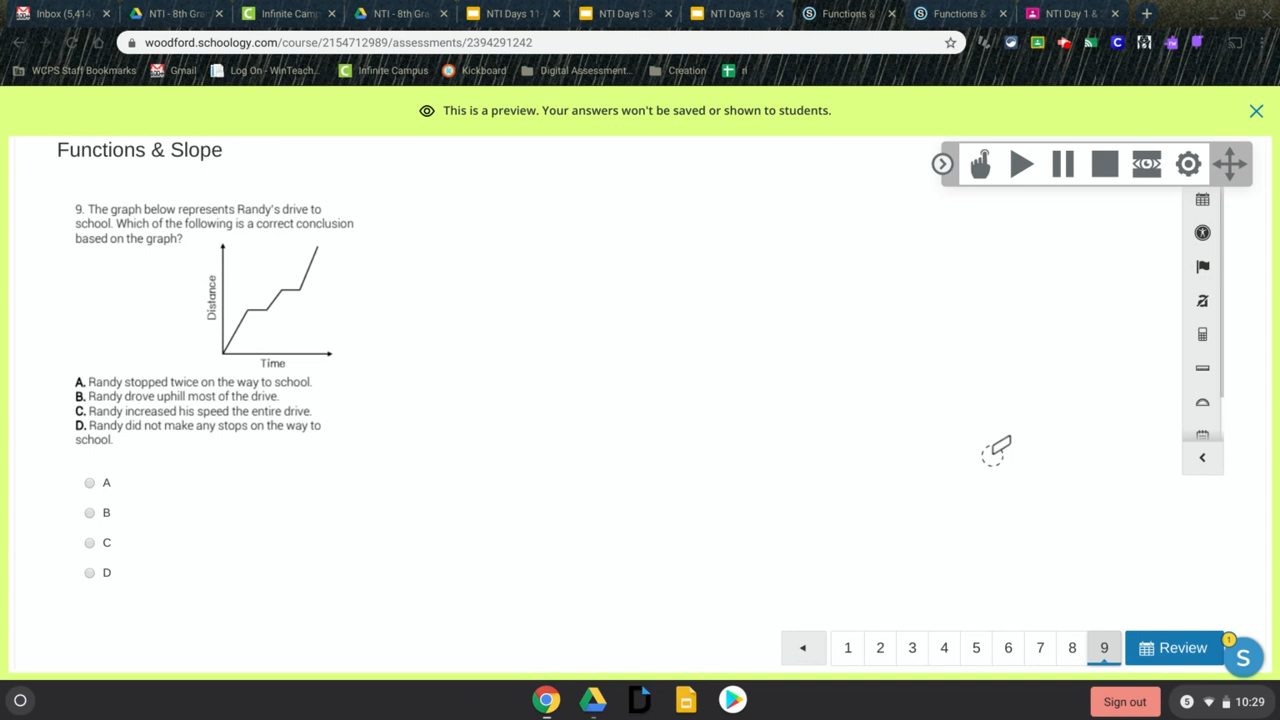 Inbox (5,414
NTI - 8th Gra
Infinite Cam
NTI - 8th Gra
NTI Days 11
NTI Days 13-
NTI Days 15
Functions &
Functions &
NTI Day 1 &
woodford.schoology.com/course/2154712989/assessments/2394291242
WCPS Staff Bookmarks
Gmail
Log On - WinTeach...
Infinite Campus
Kickboard
Digital Assessment...
Creation
n
This is a preview. Your answers won't be saved or shown to students.
Functions & Slope
9. The graph below represents Randy's drive to
school. Which of the following is a correct conclusion
based on the graph?
Distance
Time
A. Randy stopped twice on the way to school.
B. Randy drove uphill most of the drive.
C. Randy increased his speed the entire drive.
D. Randy did not make any stops on the way to
school.
A
B
C
D
1 2 3 4 5 6 7 8 9 Review
1
S
Sign out
5
10:29